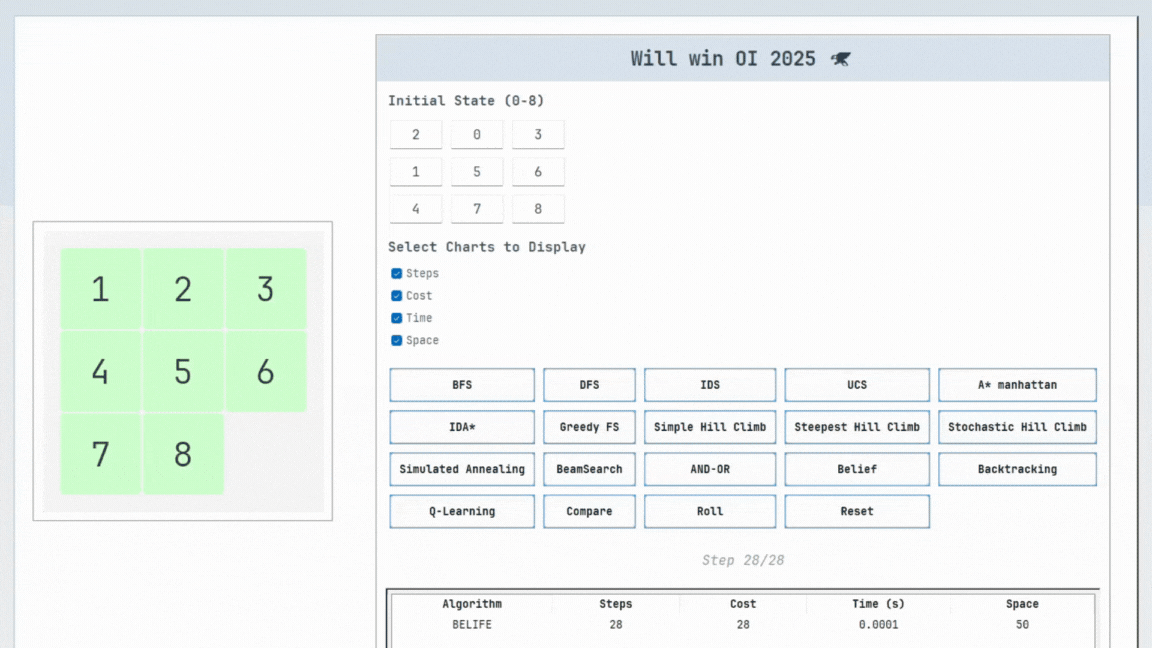 Will win OI 2025
Initial State (0-8)
2 0 3
1 5 6
4 7 8
Select Charts to Display
Steps
Cost
Time
Space
1 2 3
4 5 6
7 8
BFS DFS IDS UCS A* manhattan
IDA* Greedy FS Simple Hill Climb Steepest Hill Climb Stochastic Hill Climb
Simulated Annealing BeamSearch AND-OR Belief Backtracking
Q-Learning Compare Roll Reset
Step 28/28
Algorithm Steps Cost Time (s) Space
BELIFE 28 28 0.0001 50